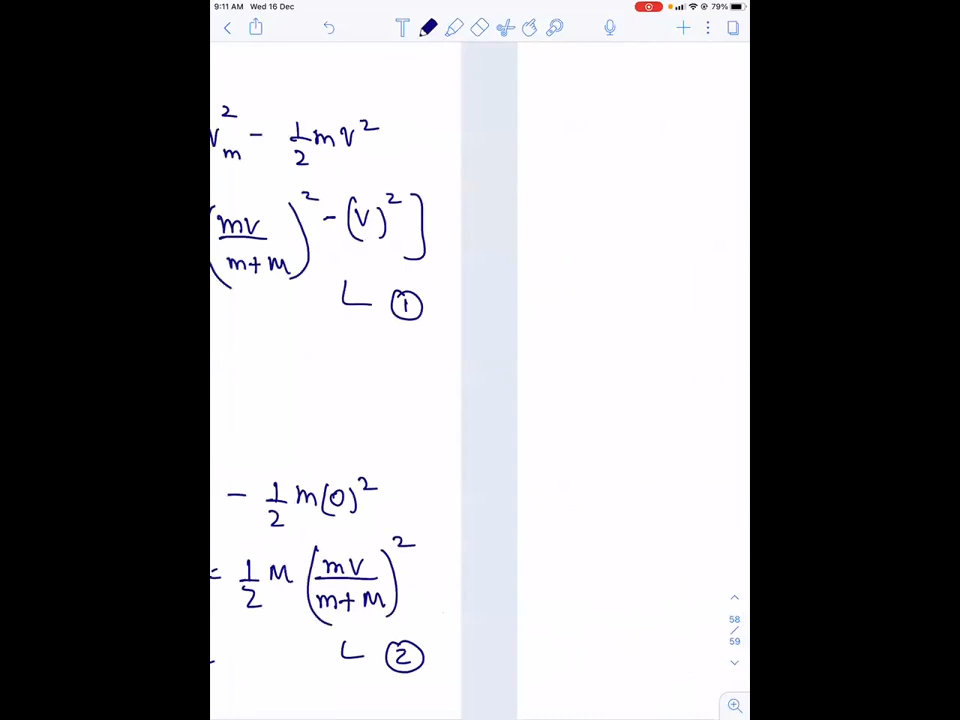 9:11 AM Wed 16 Dec 79%
T
v_m^2 - 1/2 mv^2
(mv/(m+M))^2 - (v)^2]
①
- 1/2 m(0)^2
= 1/2 M (mv/(m+M))^2
②
58
/
59